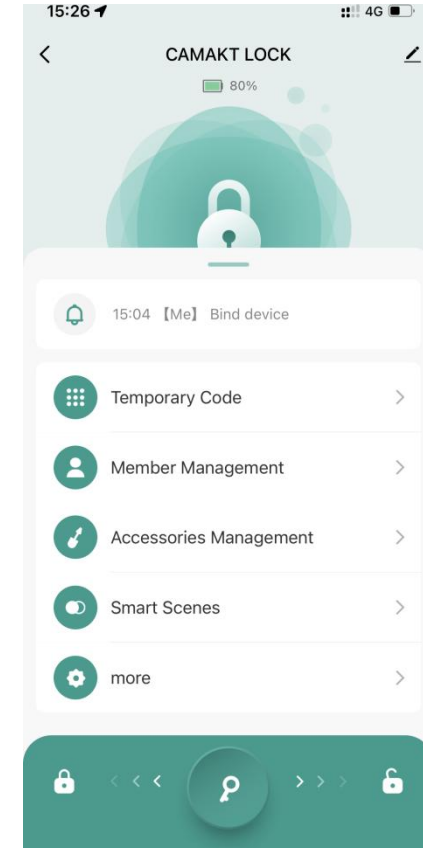 15:26 4G
CAMAKT LOCK
80%
15:04 【Me】 Bind device
Temporary Code
Member Management
Accessories Management
Smart Scenes
more